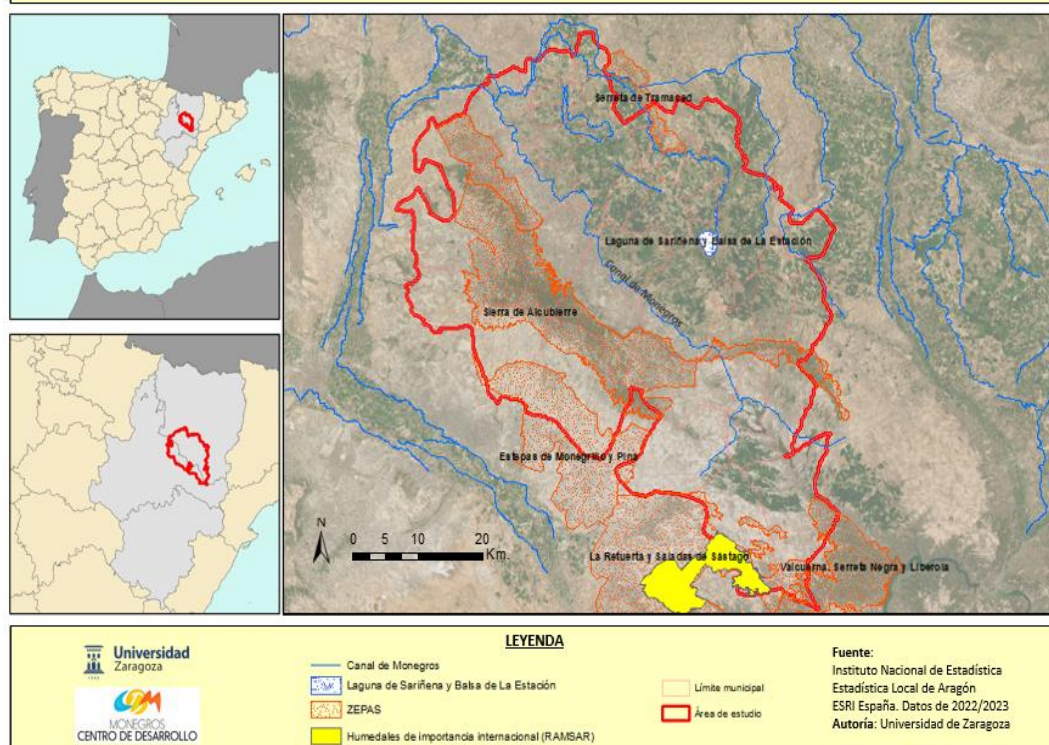 Serreta de Tramaced
Laguna de Sariñena y Balsa de La Estación
Canal de Monegros
Sierra de Alcubierre
Estepas de Monegrillo y Pina
La Retuerta y Saladas de Sástago
Valcuerna, Serreta Negra y Liberola
N
0 5 10 20
Km.
LEYENDA
Universidad
Zaragoza
1542
MONEGROS
CENTRO DE DESARROLLO
Canal de Monegros
Laguna de Sariñena y Balsa de La Estación
ZEPAS
Humedales de importancia internacional (RAMSAR)
Límite municipal
Área de estudio
Fuente:
Instituto Nacional de Estadística
Estadística Local de Aragón
ESRI España. Datos de 2022/2023
Autoría: Universidad de Zaragoza